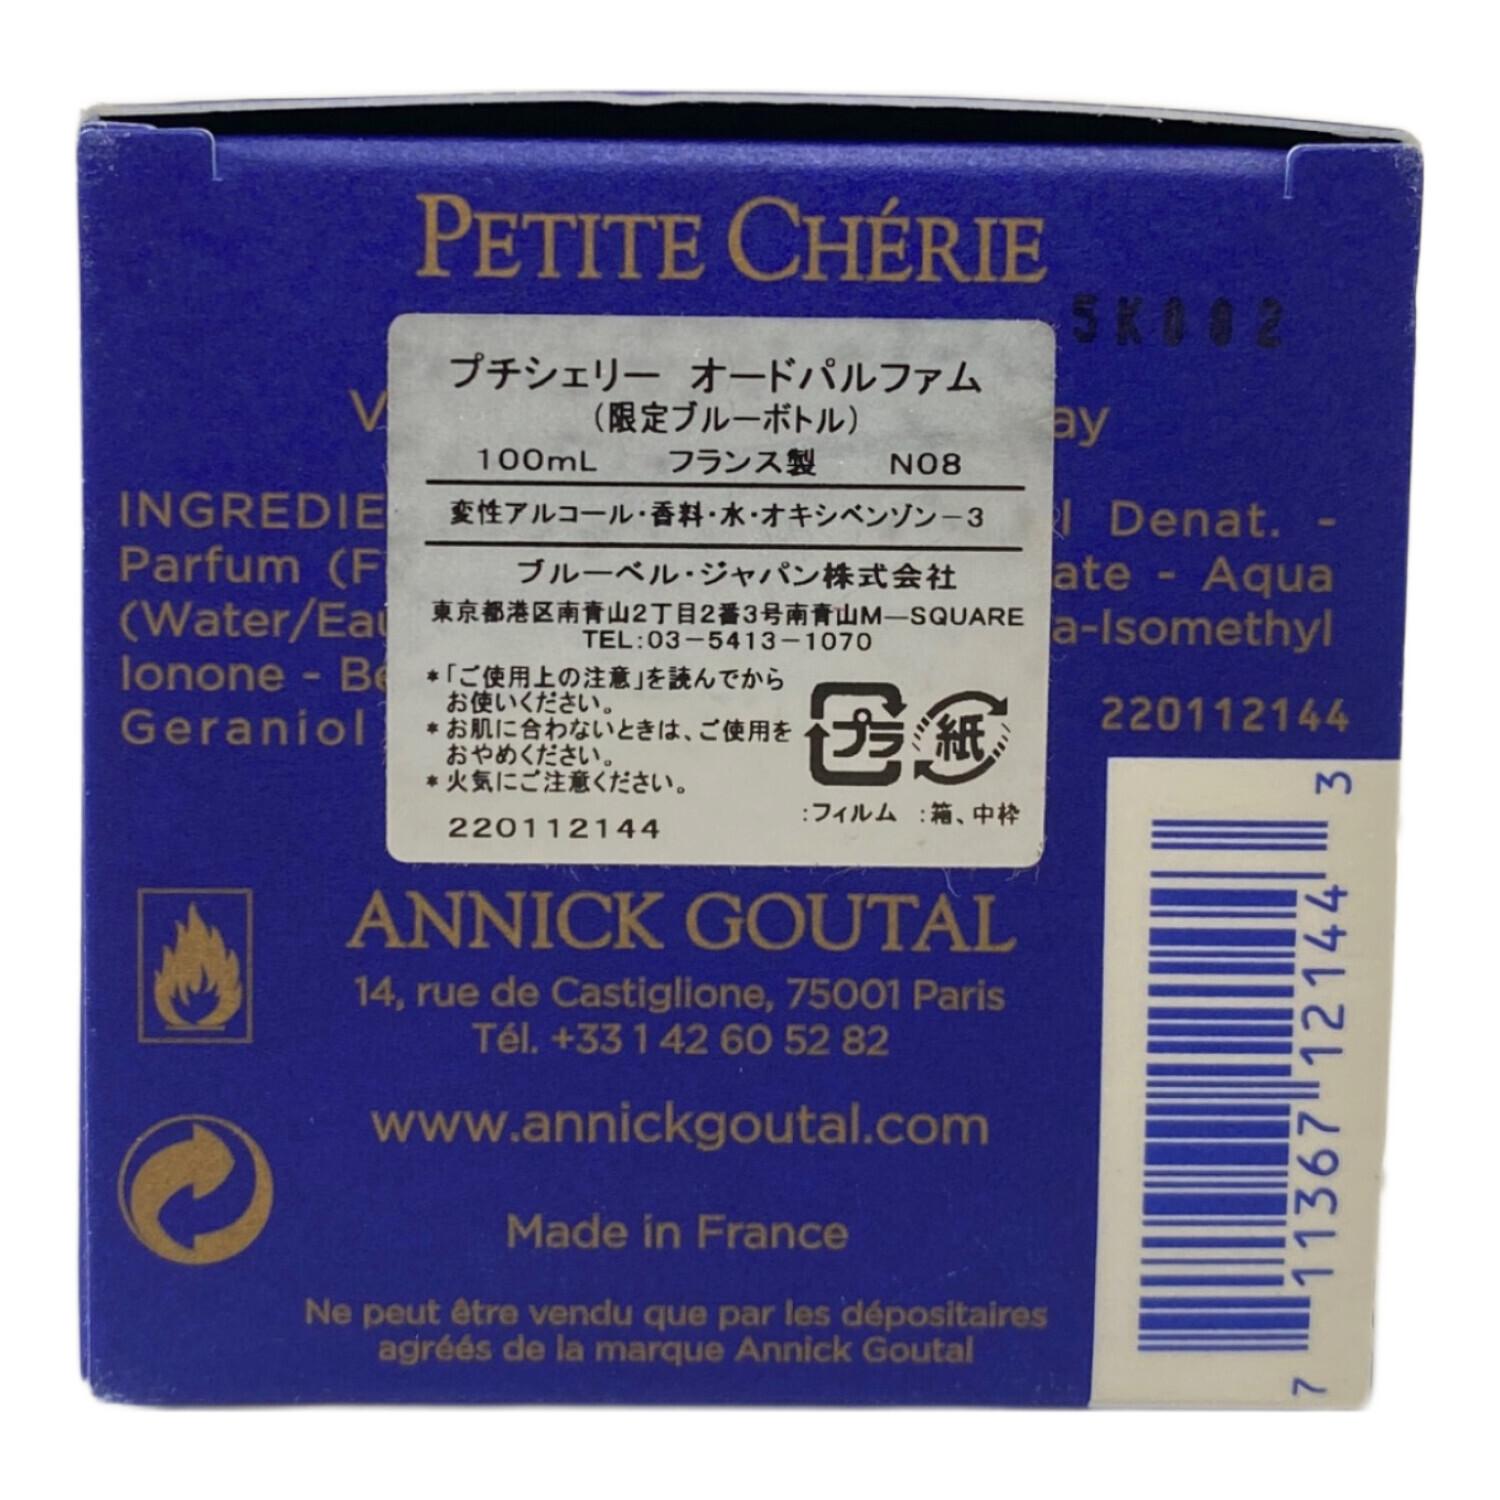 PETITE CHÉRIE
5K002
プチシェリー オードパルファム
(限定ブルーボトル)
100mL フランス製 N08
変性アルコール・香料・水・オキシベンゾン-3
ブルーベル・ジャパン株式会社
東京都港区南青山2丁目2番3号南青山M—SQUARE
TEL:03-5413-1070
*「ご使用上の注意」を読んでから
お使いください。
*お肌に合わないときは、ご使用を
おやめください。
*火気にご注意ください。
プラ 紙
:フィルム :箱、中枠
220112144
Denat. -
Parfum
- Aqua
(Water/
-Isomethyl
Ionone -
Geraniol
220112144
ANNICK GOUTAL
14, rue de Castiglione, 75001 Paris
Tél. +33 1 42 60 52 82
www.annickgoutal.com
Made in France
Ne peut être vendu que par les dépositaires
agréés de la marque Annick Goutal
7 11367 12144 3